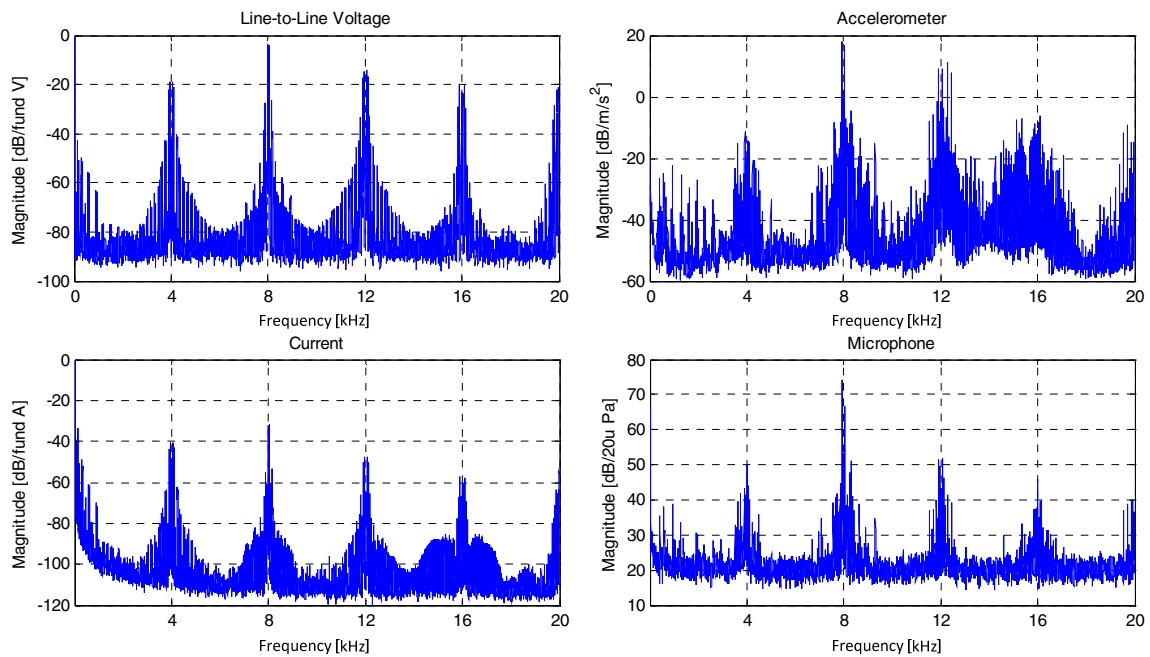 Line-to-Line Voltage
Magnitude [dB/fund V]
0
-20
-40
-60
-80
-100
0 4 8 12 16 20
Frequency [kHz]
Accelerometer
Magnitude [dB/m/s²]
20
0
-20
-40
-60
0 4 8 12 16 20
Frequency [kHz]
Current
Magnitude [dB/fund A]
0
-20
-40
-60
-80
-100
-120
4 8 12 16 20
Frequency [kHz]
Microphone
Magnitude [dB/20u Pa]
80
70
60
50
40
30
20
10
4 8 12 16 20
Frequency [kHz]